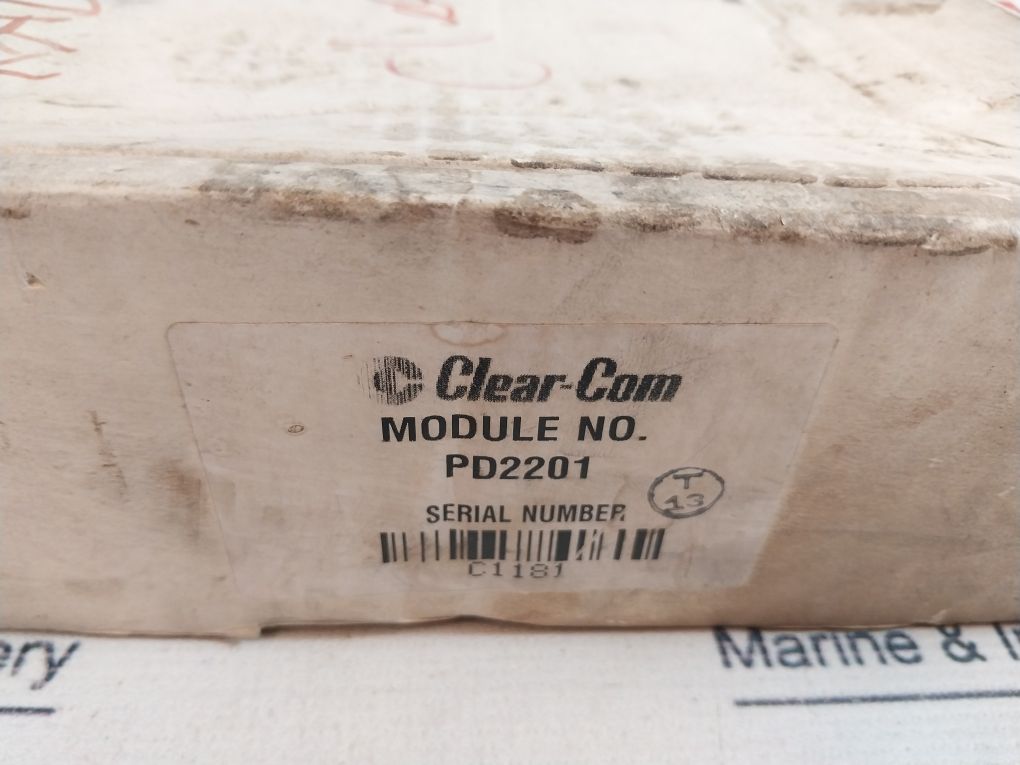 Clear-Com
MODULE NO.
PD2201
T
13
SERIAL NUMBER
C1181
ery
Marine & I